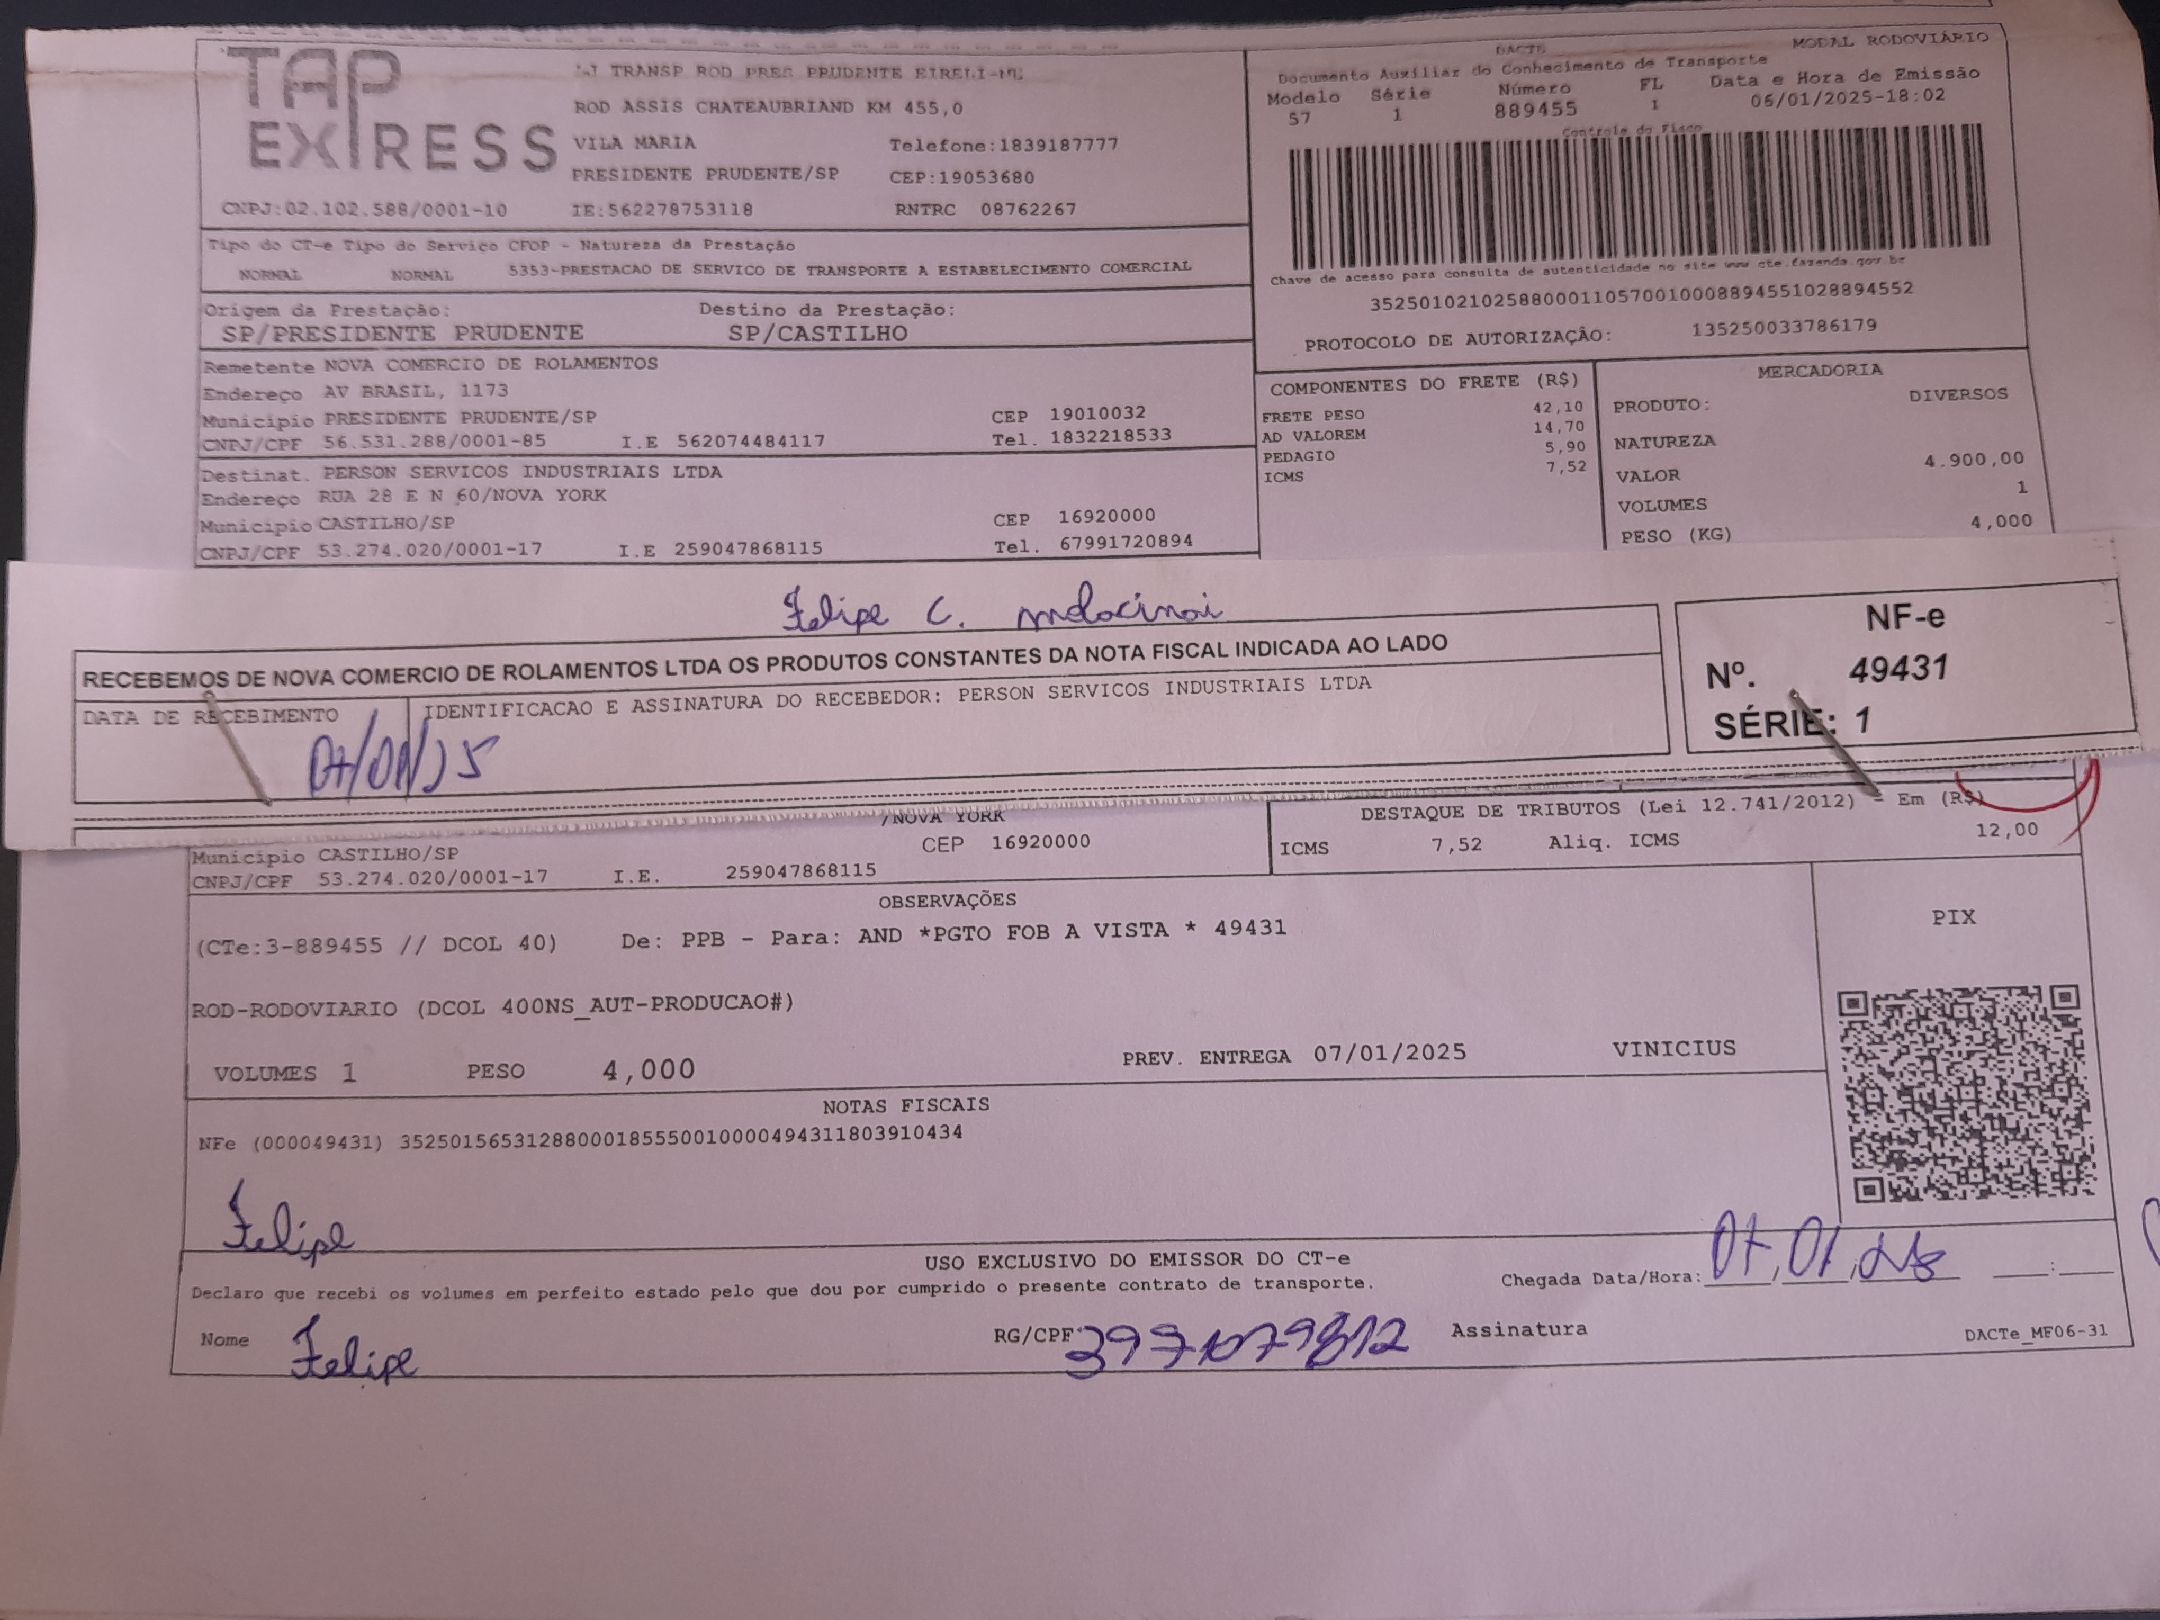 TAP
EXPRESS
TRANSP ROD PRES PRUDENTE EIRELI-ME
ROD ASSIS CHATEAUBRIAND KM 455,0
VILA MARIA Telefone:1839187777
PRESIDENTE PRUDENTE/SP CEP:19053680
CNPJ:02.102.588/0001-10 IE:562278753118 RNTRC 08762267
DACTE MODAL RODOVIÁRIO
Documento Auxiliar do Conhecimento de Transporte
Modelo Série Número FL Data e Hora de Emissão
57 1 889455 1 06/01/2025-18:02
Controle do Fisco
Chave de acesso para consulta de autenticidade no site www cte.fazenda.gov.br
35250102102588000110570010008894551028894552
PROTOCOLO DE AUTORIZAÇÃO: 135250033786179
Tipo do CT-e Tipo do Serviço CFOP - Natureza da Prestação
NORMAL NORMAL 5353-PRESTACAO DE SERVICO DE TRANSPORTE A ESTABELECIMENTO COMERCIAL
Origem da Prestação: Destino da Prestação:
SP/PRESIDENTE PRUDENTE SP/CASTILHO
Remetente NOVA COMERCIO DE ROLAMENTOS
Endereço AV BRASIL, 1173
Municipio PRESIDENTE PRUDENTE/SP CEP 19010032
CNPJ/CPF 56.531.288/0001-85 I.E 562074484117 Tel. 1832218533
Destinat. PERSON SERVICOS INDUSTRIAIS LTDA
Endereço RUA 28 E N 60/NOVA YORK
Municipio CASTILHO/SP CEP 16920000
CNPJ/CPF 53.274.020/0001-17 I.E 259047868115 Tel. 67991720894
COMPONENTES DO FRETE (R$)
FRETE PESO 42,10
AD VALOREM 14,70
PEDAGIO 5,90
ICMS 7,52
MERCADORIA
PRODUTO: DIVERSOS
NATUREZA
VALOR 4.900,00
VOLUMES 1
PESO (KG) 4,000
Felipe C.
RECEBEMOS DE NOVA COMERCIO DE ROLAMENTOS LTDA OS PRODUTOS CONSTANTES DA NOTA FISCAL INDICADA AO LADO
DATA DE RECEBIMENTO IDENTIFICACAO E ASSINATURA DO RECEBEDOR: PERSON SERVICOS INDUSTRIAIS LTDA
07/01/25
NF-e
Nº. 49431
SÉRIE: 1
/NOVA YORK
Municipio CASTILHO/SP CEP 16920000
CNPJ/CPF 53.274.020/0001-17 I.E. 259047868115
DESTAQUE DE TRIBUTOS (Lei 12.741/2012) - Em (R$)
ICMS 7,52 Aliq. ICMS 12,00
OBSERVAÇÕES
(CTe:3-889455 // DCOL 40) De: PPB - Para: AND *PGTO FOB A VISTA * 49431
ROD-RODOVIARIO (DCOL 400NS_AUT-PRODUCAO#)
VOLUMES 1 PESO 4,000 PREV. ENTREGA 07/01/2025 VINICIUS
PIX
NOTAS FISCAIS
NFe (000049431) 35250156531288000185550010000494311803910434
Felipe
USO EXCLUSIVO DO EMISSOR DO CT-e
Declaro que recebi os volumes em perfeito estado pelo que dou por cumprido o presente contrato de transporte.
Chegada Data/Hora: 07,01, :
Nome Felipe RG/CPF: Assinatura
DACTe_MF06-31